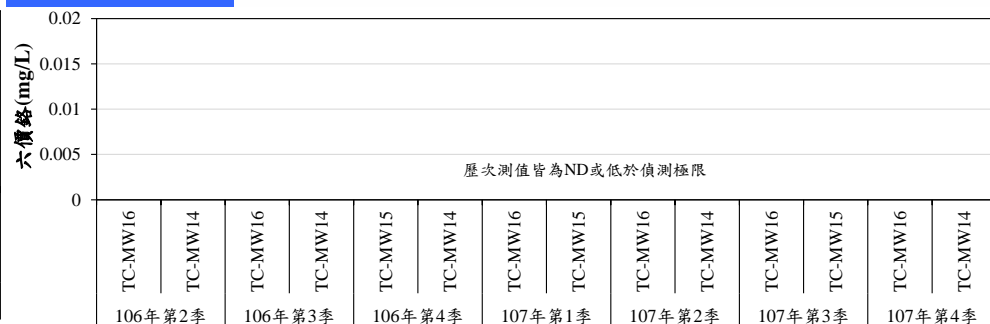 六價鉻(mg/L)
0.02
0.015
0.01
0.005
0
歷次測值皆為ND或低於偵測極限
TC-MW16 TC-MW14 TC-MW16 TC-MW14 TC-MW15 TC-MW14 TC-MW16 TC-MW15 TC-MW16 TC-MW14 TC-MW16 TC-MW15 TC-MW16 TC-MW14
106年第2季 106年第3季 106年第4季 107年第1季 107年第2季 107年第3季 107年第4季